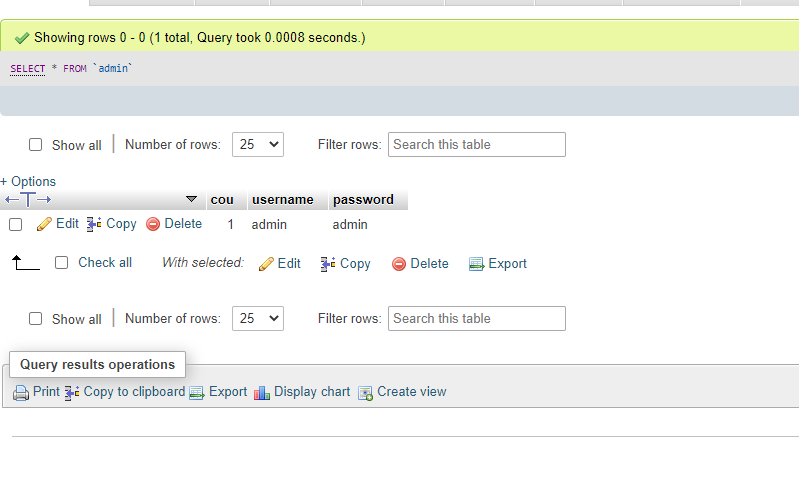 Showing rows 0 - 0 (1 total, Query took 0.0008 seconds.)
SELECT * FROM `admin`
Show all Number of rows: 25 Filter rows: Search this table
+ Options
cou username password
Edit Copy Delete 1 admin admin
Check all With selected: Edit Copy Delete Export
Show all Number of rows: 25 Filter rows: Search this table
Query results operations
Print Copy to clipboard Export Display chart Create view